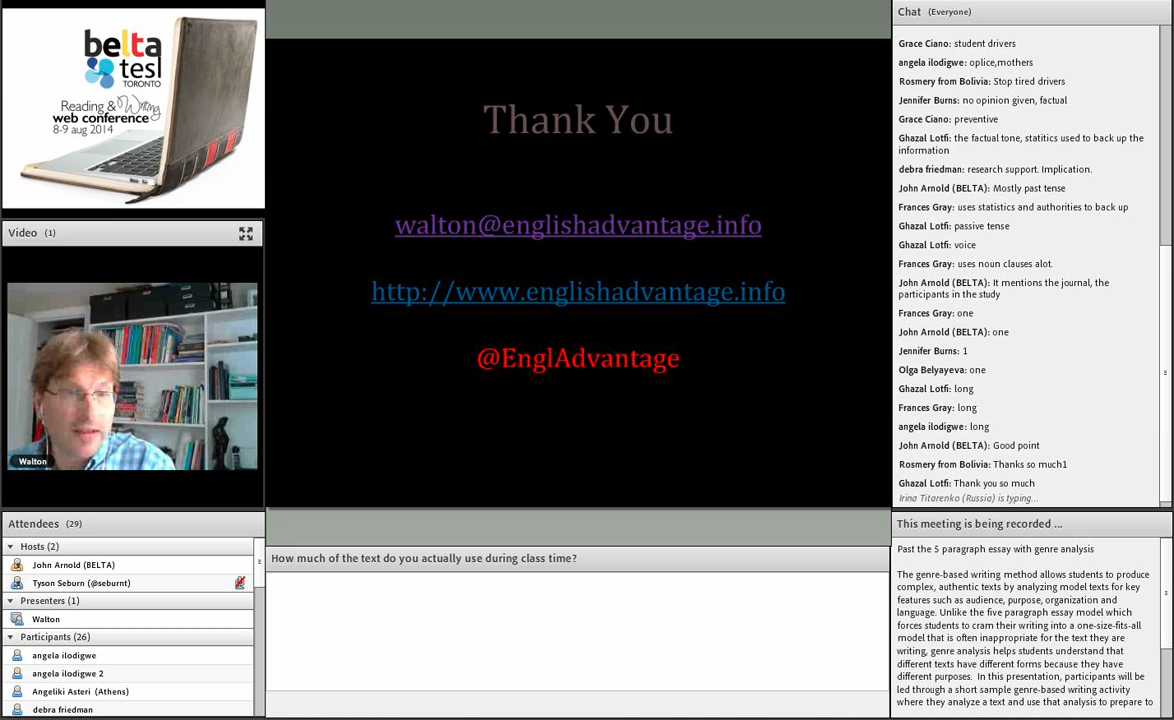 belta
tesl
TORONTO
Reading & Writing
web conference
8-9 aug 2014
Video (1)
Walton
Attendees (29)
Hosts (2)
John Arnold (BELTA)
Tyson Seburn (@seburnt)
Presenters (1)
Walton
Participants (26)
angela ilodigwe
angela ilodigwe 2
Angeliki Asteri (Athens)
debra friedman
Thank You
walton@englishadvantage.info
http://www.englishadvantage.info
@EnglAdvantage
How much of the text do you actually use during class time?
Chat (Everyone)
Grace Ciano: student drivers
angela ilodigwe: oplice,mothers
Rosmery from Bolivia: Stop tired drivers
Jennifer Burns: no opinion given, factual
Grace Ciano: preventive
Ghazal Lotfi: the factual tone, statitics used to back up the
information
debra friedman: research support. Implication.
John Arnold (BELTA): Mostly past tense
Frances Gray: uses statistics and authorities to back up
Ghazal Lotfi: passive tense
Ghazal Lotfi: voice
Frances Gray: uses noun clauses alot.
John Arnold (BELTA): It mentions the journal, the
participants in the study
Frances Gray: one
John Arnold (BELTA): one
Jennifer Burns: 1
Olga Belyayeva: one
Ghazal Lotfi: long
Frances Gray: long
angela ilodigwe: long
John Arnold (BELTA): Good point
Rosmery from Bolivia: Thanks so much1
Ghazal Lotfi: Thank you so much
Irina Titarenko (Russia) is typing...
This meeting is being recorded ...
Past the 5 paragraph essay with genre analysis
The genre-based writing method allows students to produce
complex, authentic texts by analyzing model texts for key
features such as audience, purpose, organization and
language. Unlike the five paragraph essay model which
forces students to cram their writing into a one-size-fits-all
model that is often inappropriate for the text they are
writing, genre analysis helps students understand that
different texts have different forms because they have
different purposes. In this presentation, participants will be
led through a short sample genre-based writing activity
where they analyze a text and use that analysis to prepare to